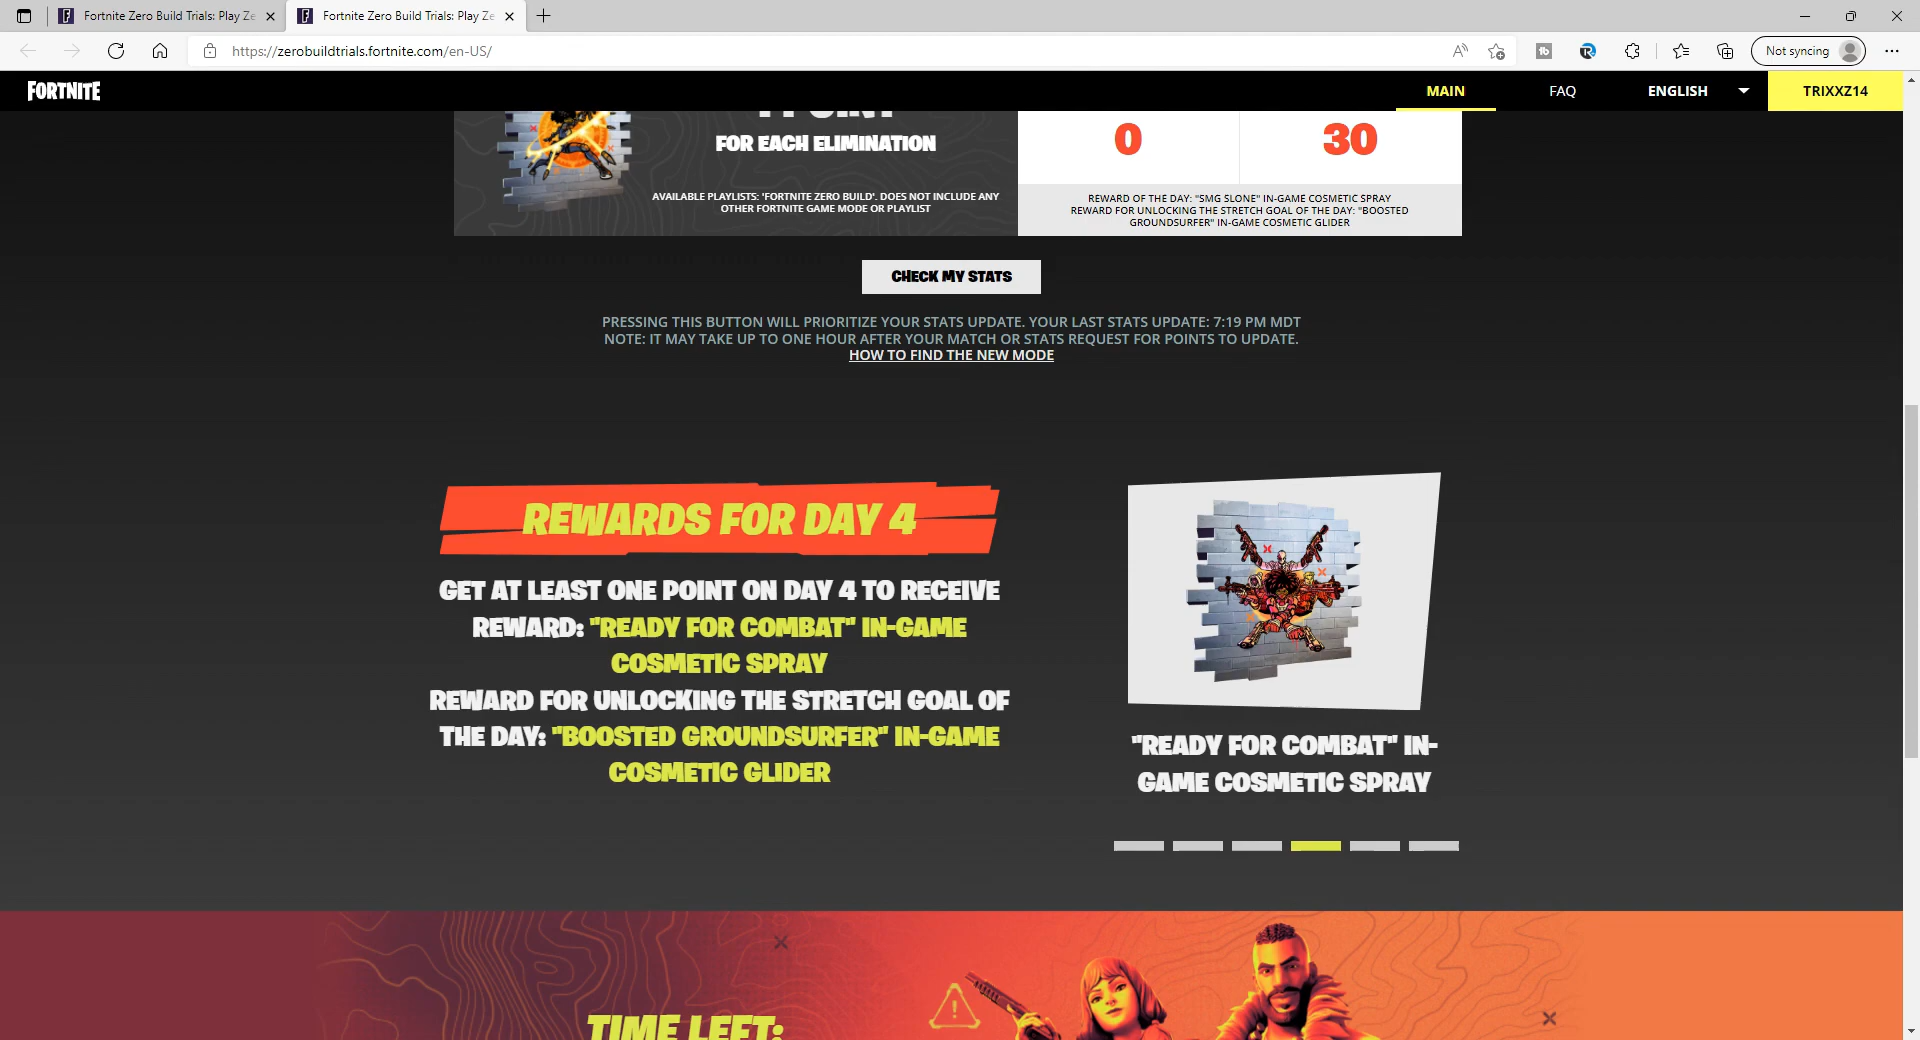 Fortnite Zero Build Trials: Play Ze
Fortnite Zero Build Trials: Play Ze
https://zerobuildtrials.fortnite.com/en-US/
Not syncing
FORTNITE
MAIN
FAQ
ENGLISH
TRIXXZ14
FOR EACH ELIMINATION
AVAILABLE PLAYLISTS: 'FORTNITE ZERO BUILD'. DOES NOT INCLUDE ANY
OTHER FORTNITE GAME MODE OR PLAYLIST
0
30
REWARD OF THE DAY: "SMG SLONE" IN-GAME COSMETIC SPRAY
REWARD FOR UNLOCKING THE STRETCH GOAL OF THE DAY: "BOOSTED
GROUNDSURFER" IN-GAME COSMETIC GLIDER
CHECK MY STATS
PRESSING THIS BUTTON WILL PRIORITIZE YOUR STATS UPDATE. YOUR LAST STATS UPDATE: 7:19 PM MDT
NOTE: IT MAY TAKE UP TO ONE HOUR AFTER YOUR MATCH OR STATS REQUEST FOR POINTS TO UPDATE.
HOW TO FIND THE NEW MODE
REWARDS FOR DAY 4
GET AT LEAST ONE POINT ON DAY 4 TO RECEIVE
REWARD: "READY FOR COMBAT" IN-GAME
COSMETIC SPRAY
REWARD FOR UNLOCKING THE STRETCH GOAL OF
THE DAY: "BOOSTED GROUNDSURFER" IN-GAME
COSMETIC GLIDER
"READY FOR COMBAT" IN-
GAME COSMETIC SPRAY
TIME LEFT: